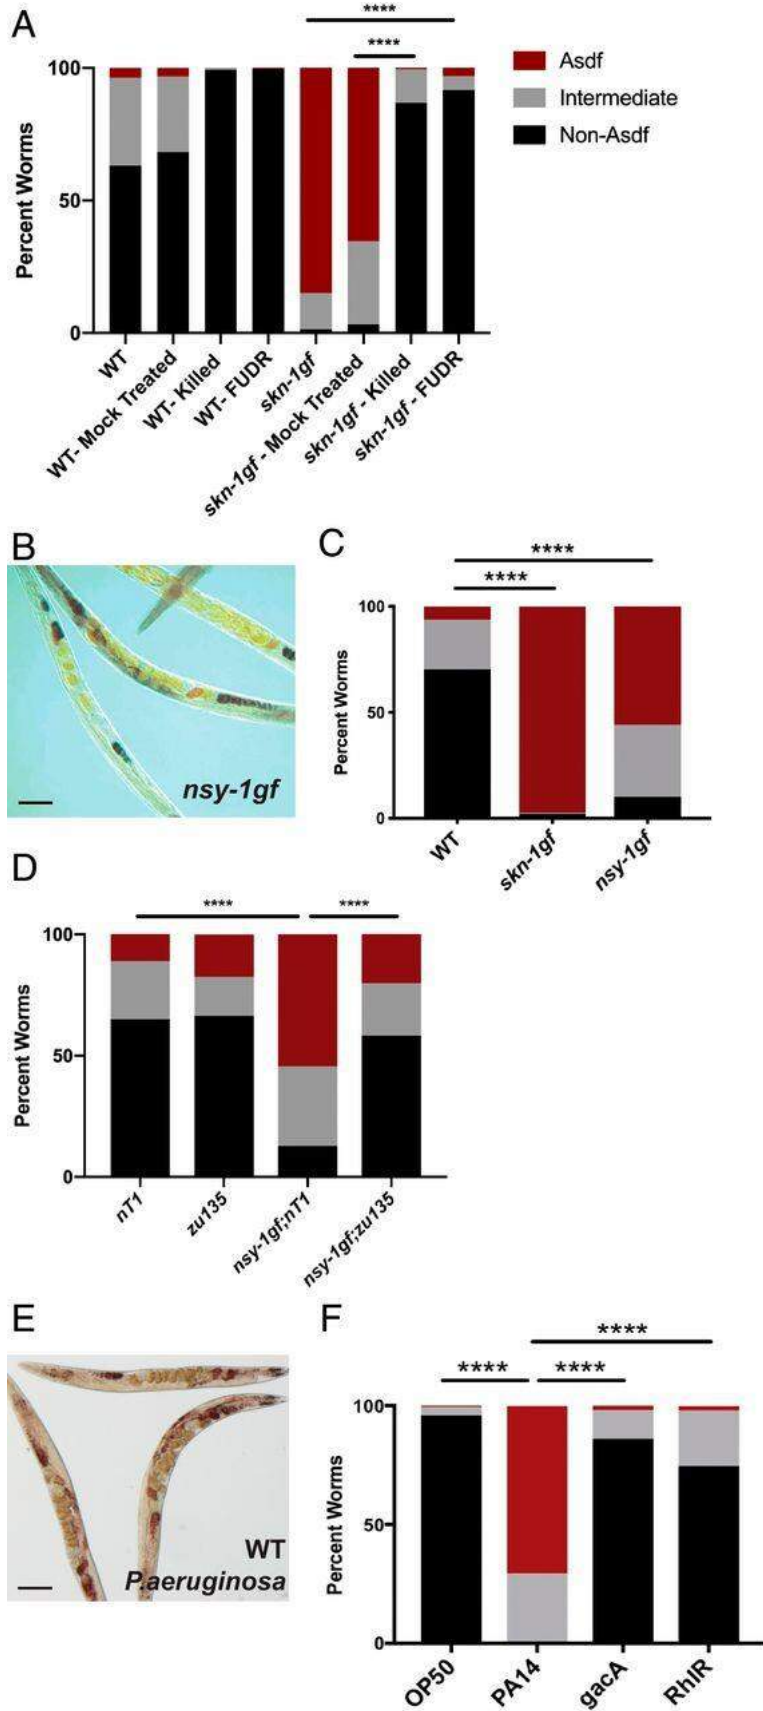 A
****
****
100
50
0
Percent Worms
Asdf
Intermediate
Non-Asdf
WT
WT- Mock Treated
WT- Killed
WT- FUDR
skn-1gf
skn-1gf - Mock Treated
skn-1gf - Killed
skn-1gf - FUDR
B
nsy-1gf
C
****
****
100
50
0
Percent Worms
WT
skn-1gf
nsy-1gf
D
****
****
100
50
0
Percent Worms
nT1
zu135
nsy-1gf;nT1
nsy-1gf;zu135
E
WT
P.aeruginosa
F
****
****
****
100
50
0
Percent Worms
OP50
PA14
gacA
RhlR